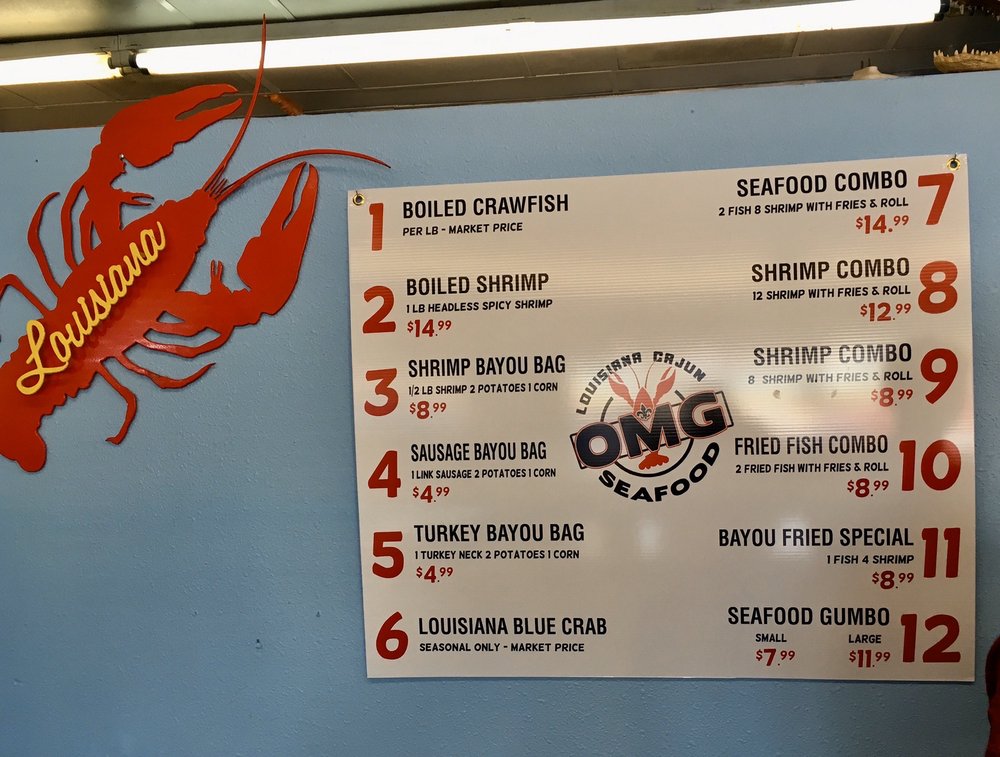 Louisiana
1 BOILED CRAWFISH
PER LB - MARKET PRICE
2 BOILED SHRIMP
1 LB HEADLESS SPICY SHRIMP
$14.99
3 SHRIMP BAYOU BAG
1/2 LB SHRIMP 2 POTATOES 1 CORN
$8.99
4 SAUSAGE BAYOU BAG
1 LINK SAUSAGE 2 POTATOES 1 CORN
$4.99
5 TURKEY BAYOU BAG
1 TURKEY NECK 2 POTATOES 1 CORN
$4.99
6 LOUISIANA BLUE CRAB
SEASONAL ONLY - MARKET PRICE
LOUISIANA CAJUN
OMG
SEAFOOD
SEAFOOD COMBO 7
2 FISH 8 SHRIMP WITH FRIES & ROLL
$14.99
SHRIMP COMBO 8
12 SHRIMP WITH FRIES & ROLL
$12.99
SHRIMP COMBO 9
8 SHRIMP WITH FRIES & ROLL
$8.99
FRIED FISH COMBO 10
2 FRIED FISH WITH FRIES & ROLL
$8.99
BAYOU FRIED SPECIAL 11
1 FISH 4 SHRIMP
$8.99
SEAFOOD GUMBO 12
SMALL LARGE
$7.99 $11.99